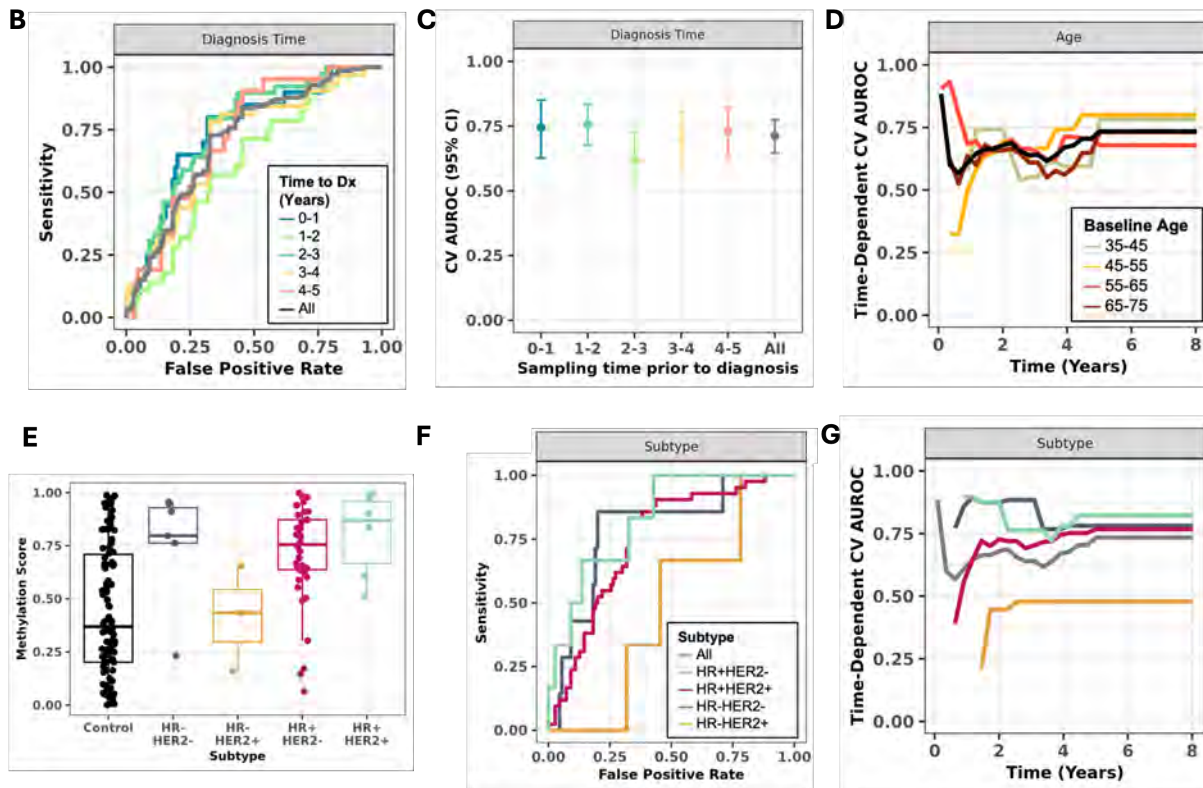 B
Diagnosis Time
1.00
0.75
0.50
0.25
0.00
Sensitivity
Time to Dx
(Years)
0-1
1-2
2-3
3-4
4-5
All
0.00 0.25 0.50 0.75 1.00
False Positive Rate
C
Diagnosis Time
1.00
0.75
0.50
0.25
0.00
CV AUROC (95% CI)
0-1 1-2 2-3 3-4 4-5 All
Sampling time prior to diagnosis
D
Age
1.00
0.75
0.50
0.25
0.00
Time-Dependent CV AUROC
Baseline Age
35-45
45-55
55-65
65-75
0 2 4 6 8
Time (Years)
E
1.00
0.75
0.50
0.25
0.00
Methylation Score
Control HR- HR- HR+ HR+
HER2- HER2+ HER2- HER2+
Subtype
F
Subtype
1.00
0.75
0.50
0.25
0.00
Sensitivity
Subtype
All
HR+HER2-
HR+HER2+
HR-HER2-
HR-HER2+
0.00 0.25 0.50 0.75 1.00
False Positive Rate
G
Subtype
1.00
0.75
0.50
0.25
0.00
Time-Dependent CV AUROC
0 2 4 6 8
Time (Years)